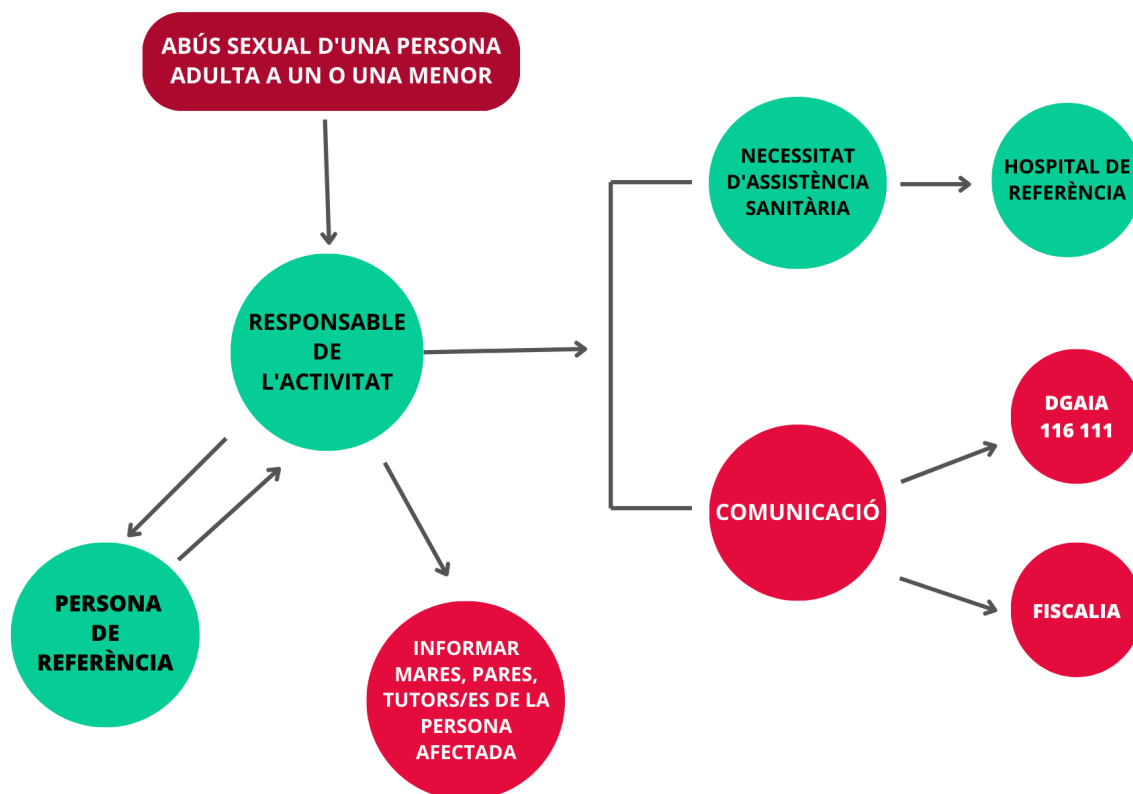 ABÚS SEXUAL D'UNA PERSONA
ADULTA A UN O UNA MENOR
NECESSITAT
D'ASSISTÈNCIA
SANITÀRIA
HOSPITAL DE
REFERÈNCIA
RESPONSABLE
DE
L'ACTIVITAT
DGAIA
116 111
COMUNICACIÓ
FISCALIA
PERSONA
DE
REFERÈNCIA
INFORMAR
MARES, PARES,
TUTORS/ES DE LA
PERSONA
AFECTADA